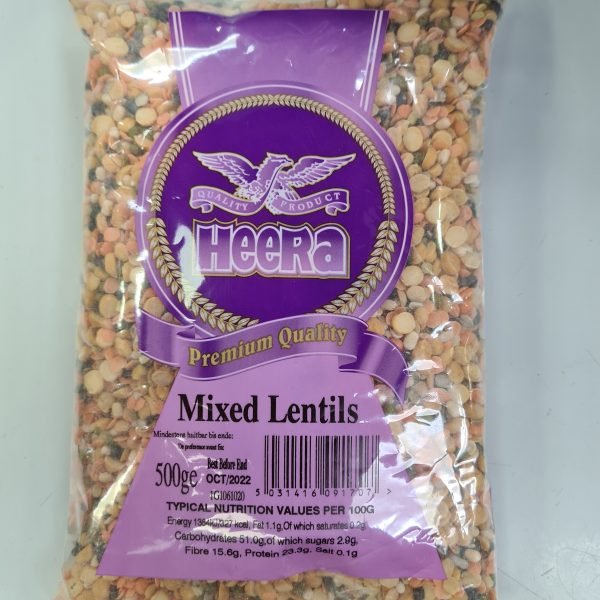 QUALITY PRODUCT
HEERa
Premium Quality
Mixed Lentils
Mindestens haltbar bis ende:
500ge
Best Before End
OCT/2022
5 031416 091707 >
TYPICAL NUTRITION VALUES PER 100G
kcal, Fat 1.1g,Of which saturates 0.2g
Carbohydrates 51.0g,of which sugars 2.9g,
Fibre 15.6g, Protein 23.3g, Salt 0.1g